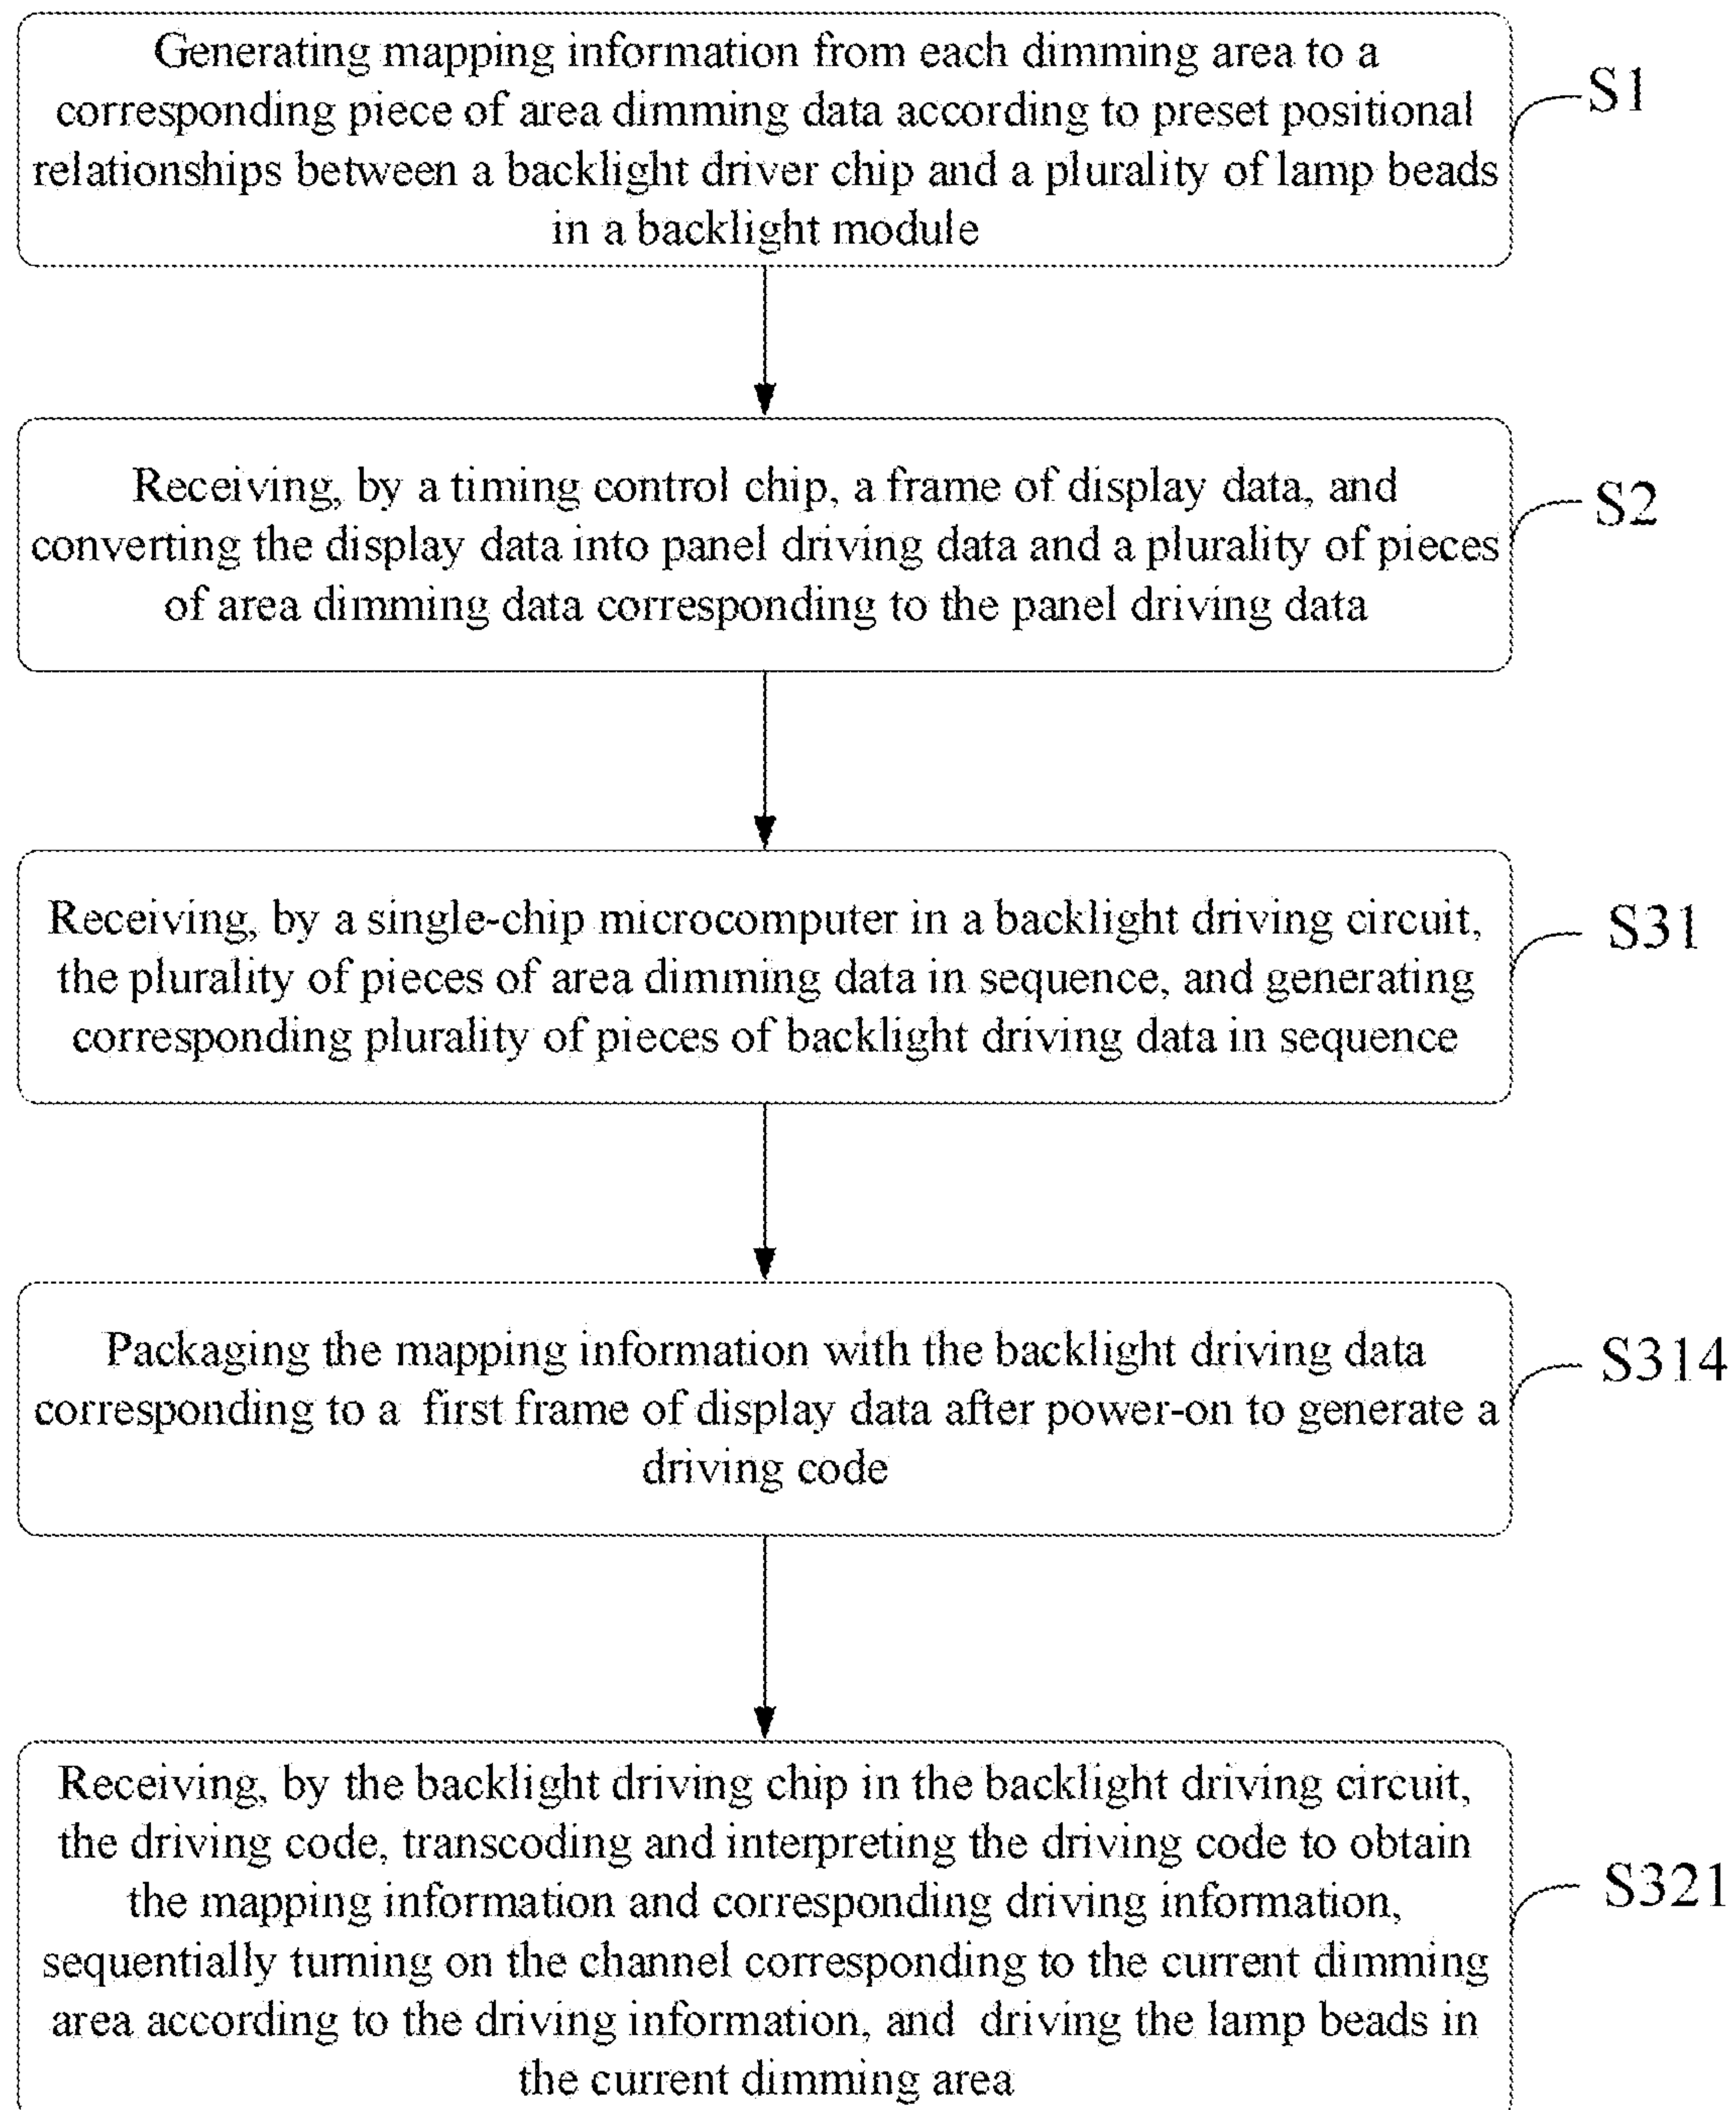 Generating mapping information from each dimming area to a
corresponding piece of area dimming data according to preset positional
relationships between a backlight driver chip and a plurality of lamp beads
in a backlight module
S1
Receiving, by a timing control chip, a frame of display data, and
converting the display data into panel driving data and a plurality of pieces
of area dimming data corresponding to the panel driving data
S2
Receiving, by a single-chip microcomputer in a backlight driving circuit,
the plurality of pieces of area dimming data in sequence, and generating
corresponding plurality of pieces of backlight driving data in sequence
S31
Packaging the mapping information with the backlight driving data
corresponding to a first frame of display data after power-on to generate a
driving code
S314
Receiving, by the backlight driving chip in the backlight driving circuit,
the driving code, transcoding and interpreting the driving code to obtain
the mapping information and corresponding driving information,
sequentially turning on the channel corresponding to the current dimming
area according to the driving information, and driving the lamp beads in
the current dimming area
S321